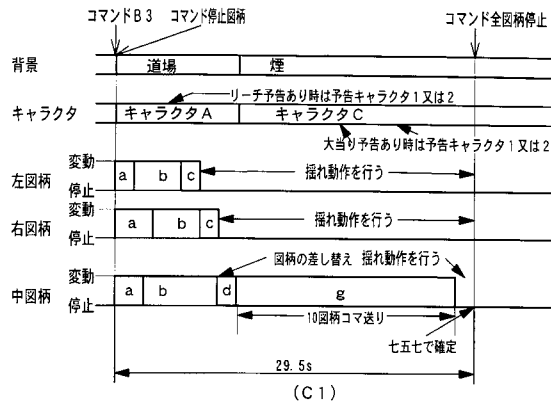 コマンドB3 コマンド停止図柄 コマンド全図柄停止
背景 道場 煙
リーチ予告あり時は予告キャラクタ1又は2
キャラクタ キャラクタA キャラクタC
大当り予告あり時は予告キャラクタ1又は2
変動
左図柄 a b c 揺れ動作を行う
停止
変動
右図柄 a b c 揺れ動作を行う
停止
図柄の差し替え 揺れ動作を行う
変動
中図柄 a b d g
停止
10図柄コマ送り
七五七で確定
29.5s
(C1)